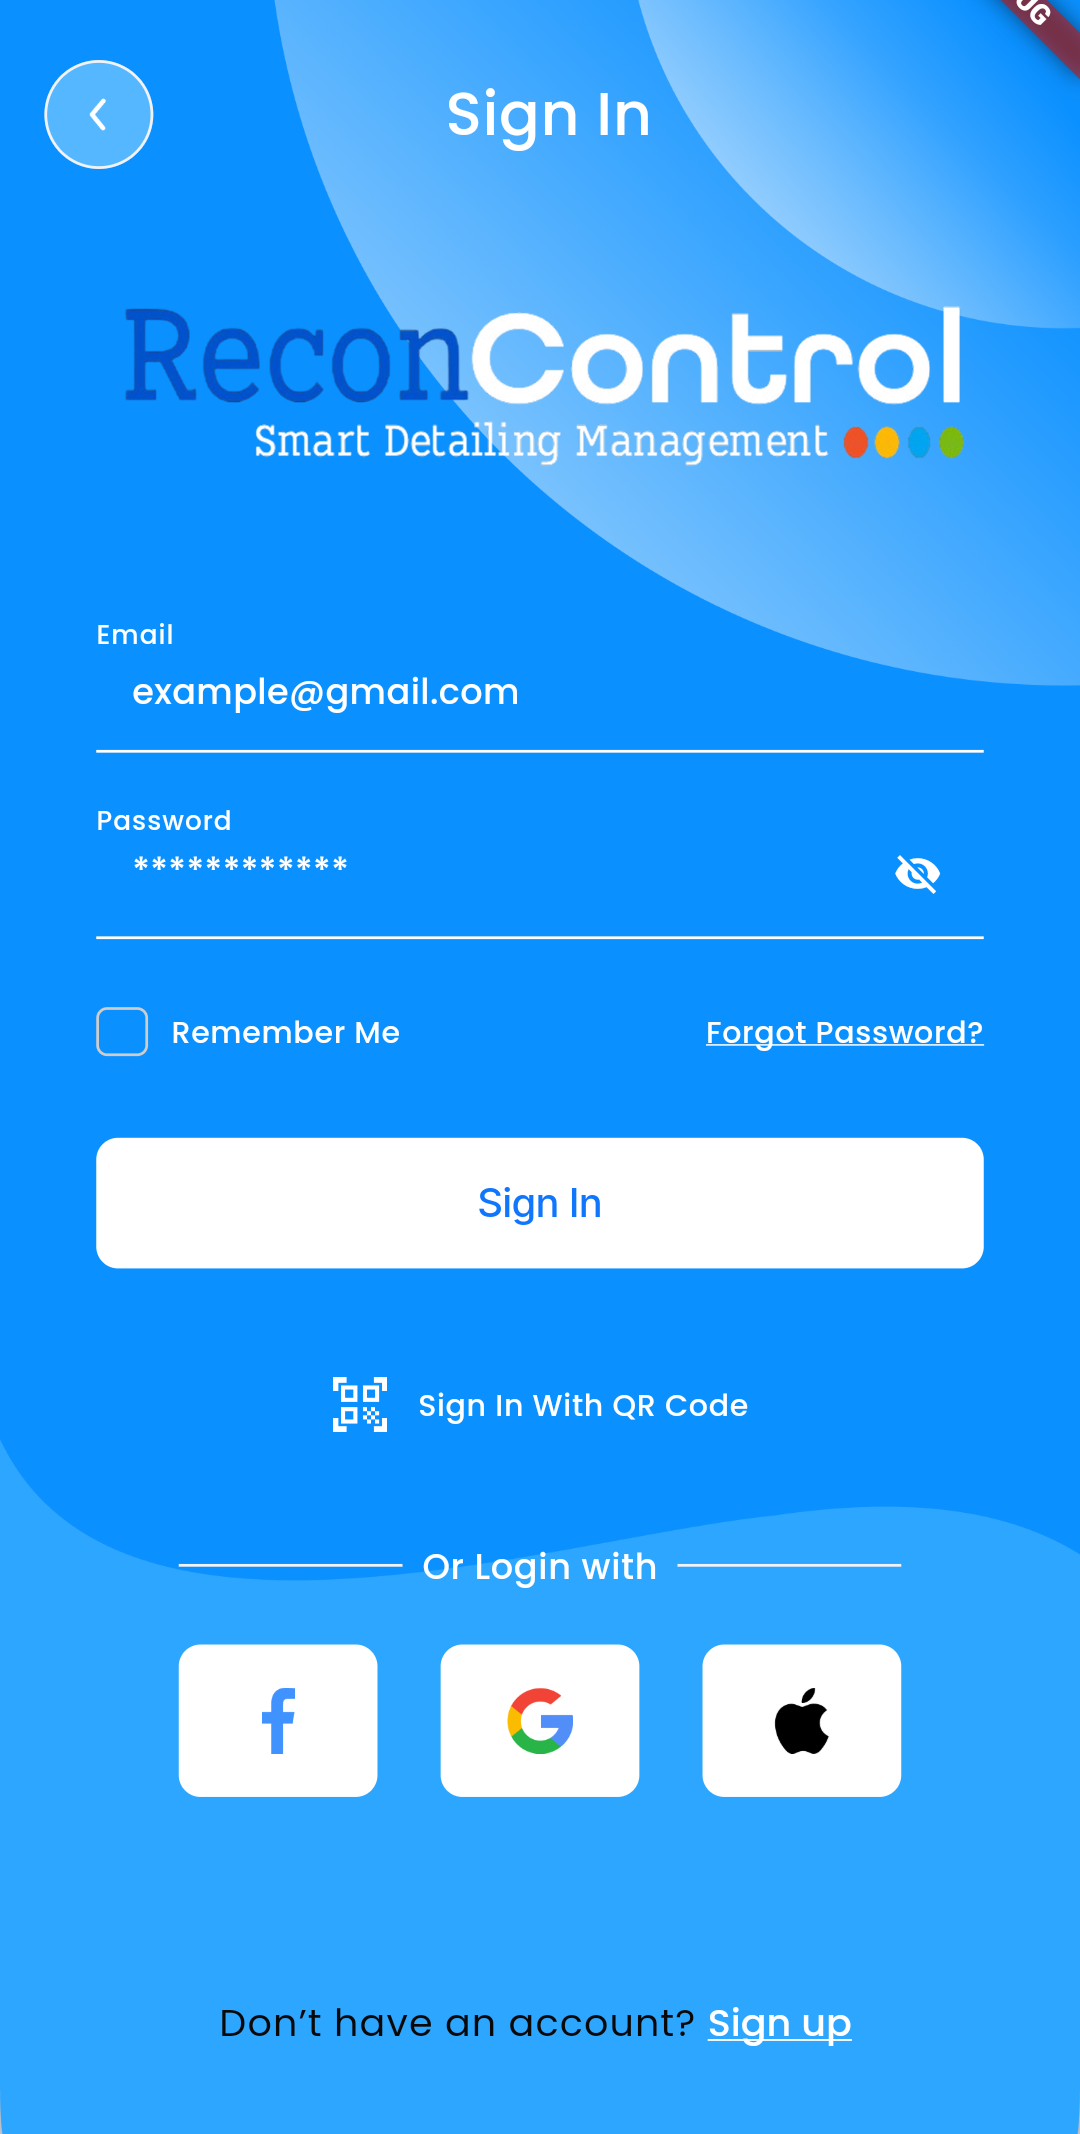 Sign In
ReconControl
Smart Detailing Management
Email
example@gmail.com
Password
************
Remember Me
Forgot Password?
Sign In
Sign In With QR Code
Or Login with
Don’t have an account? Sign up